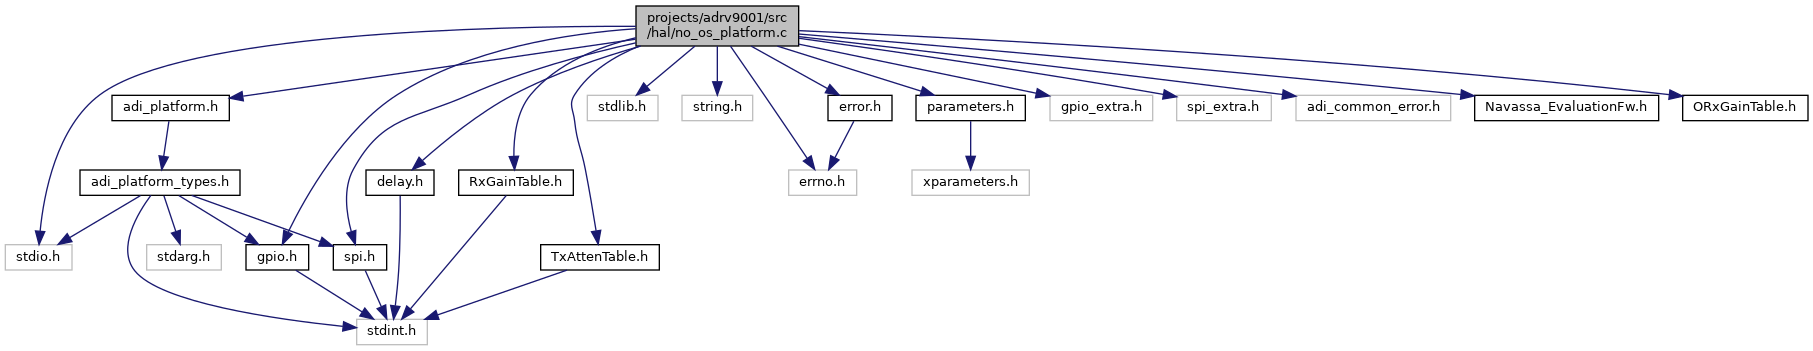 projects/adrv9001/src
/hal/no_os_platform.c
adi_platform.h
stdlib.h
string.h
error.h
parameters.h
gpio_extra.h
spi_extra.h
adi_common_error.h
Navassa_EvaluationFw.h
ORxGainTable.h
adi_platform_types.h
delay.h
RxGainTable.h
errno.h
xparameters.h
stdio.h
stdarg.h
gpio.h
spi.h
TxAttenTable.h
stdint.h